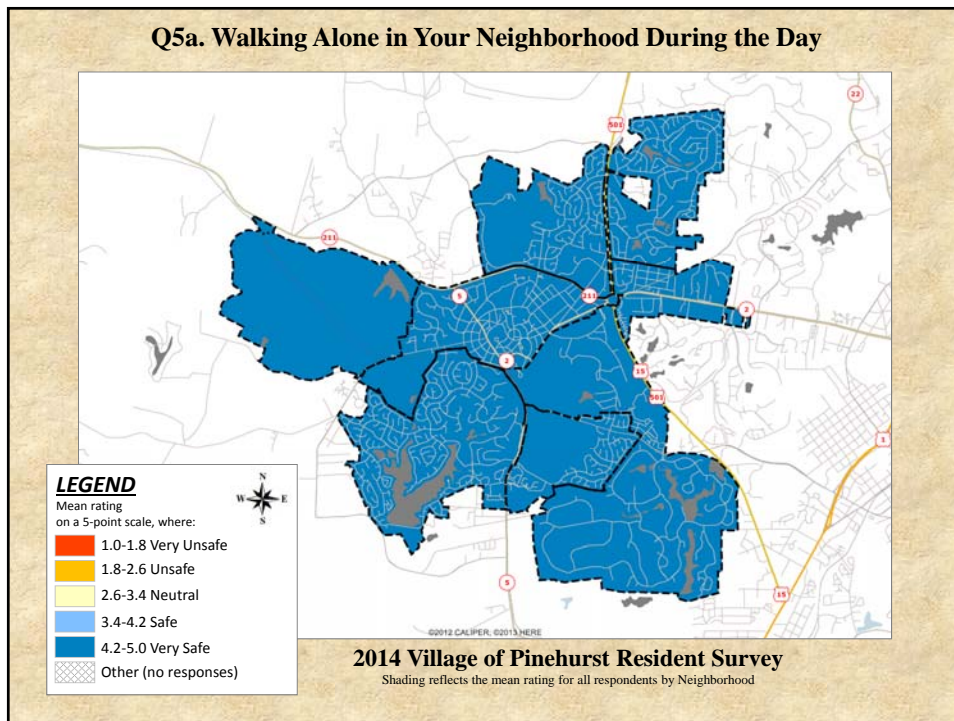 Q5a. Walking Alone in Your Neighborhood During the Day
22
501
211
5
211
2
2
15
501
1
5
15
LEGEND
Mean rating
on a 5-point scale, where:
N
W E
S
1.0-1.8 Very Unsafe
1.8-2.6 Unsafe
2.6-3.4 Neutral
3.4-4.2 Safe
4.2-5.0 Very Safe
Other (no responses)
©2012 CALIPER, ©2013 HERE
2014 Village of Pinehurst Resident Survey
Shading reflects the mean rating for all respondents by Neighborhood